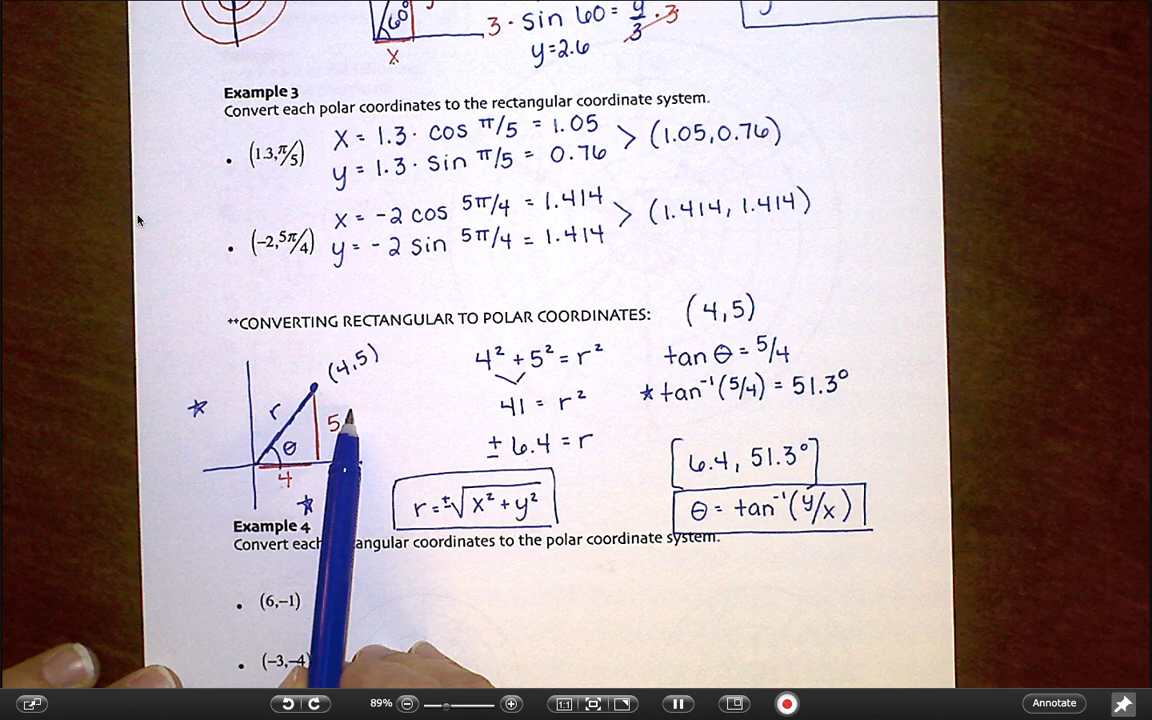 60°
3 · sin 60 = y/3 · 3
y = 2.6
x
Example 3
Convert each polar coordinates to the rectangular coordinate system.
• (1.3,π/5)
x = 1.3 · cos π/5 = 1.05
y = 1.3 · sin π/5 = 0.76
> (1.05, 0.76)
• (−2,5π/4)
x = -2 cos 5π/4 = 1.414
y = -2 sin 5π/4 = 1.414
> (1.414, 1.414)
**CONVERTING RECTANGULAR TO POLAR COORDINATES: (4,5)
(4,5)
r
θ
5
4
4² + 5² = r²
41 = r²
± 6.4 = r
r = ±√x² + y²
tan θ = 5/4
* tan⁻¹(5/4) = 51.3°
[6.4, 51.3°]
θ = tan⁻¹(y/x)
Example 4
Convert each angular coordinates to the polar coordinate system.
• (6,−1)
• (−3,−4)
89%
1:1
Annotate